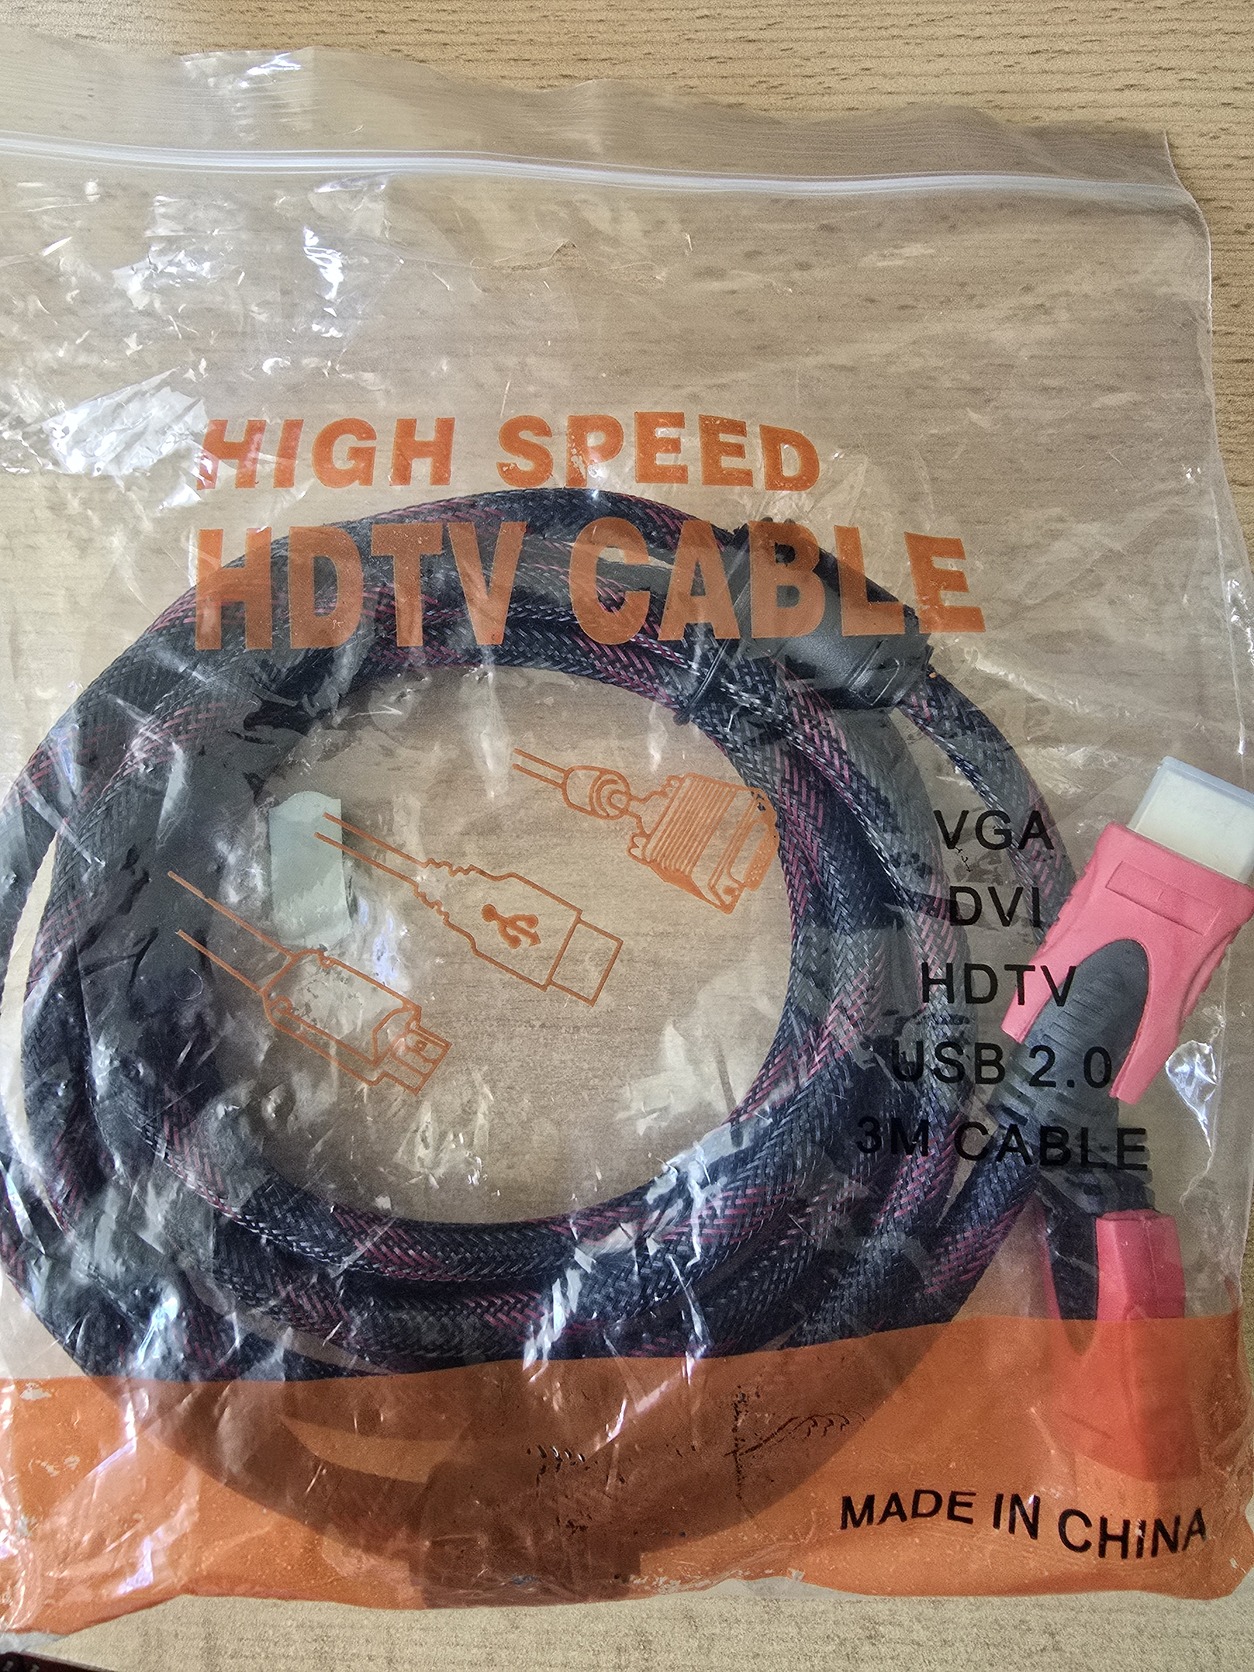 HIGH SPEED
HDTV CABLE
VGA
DVI
HDTV
USB 2.0
3M CABLE
MADE IN CHINA